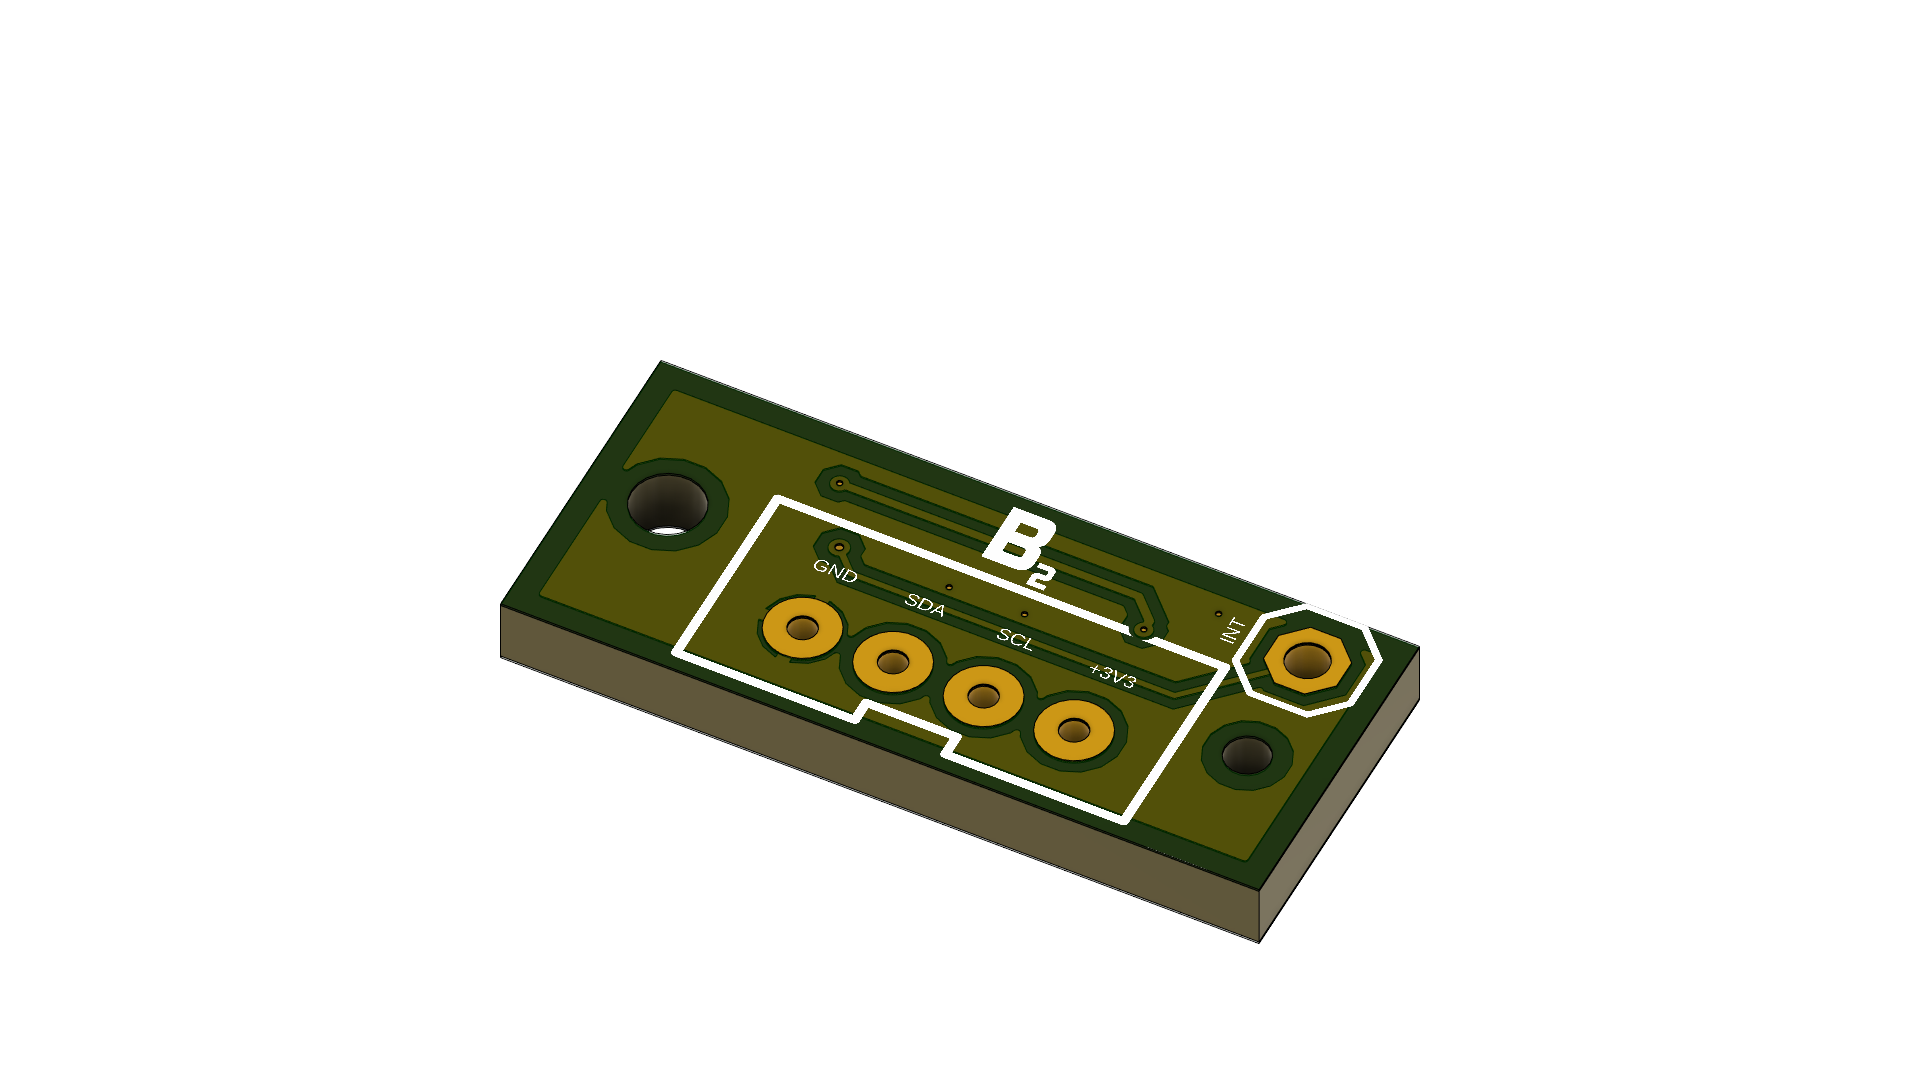 B2
GND
SDA
SCL
+3V3
INT